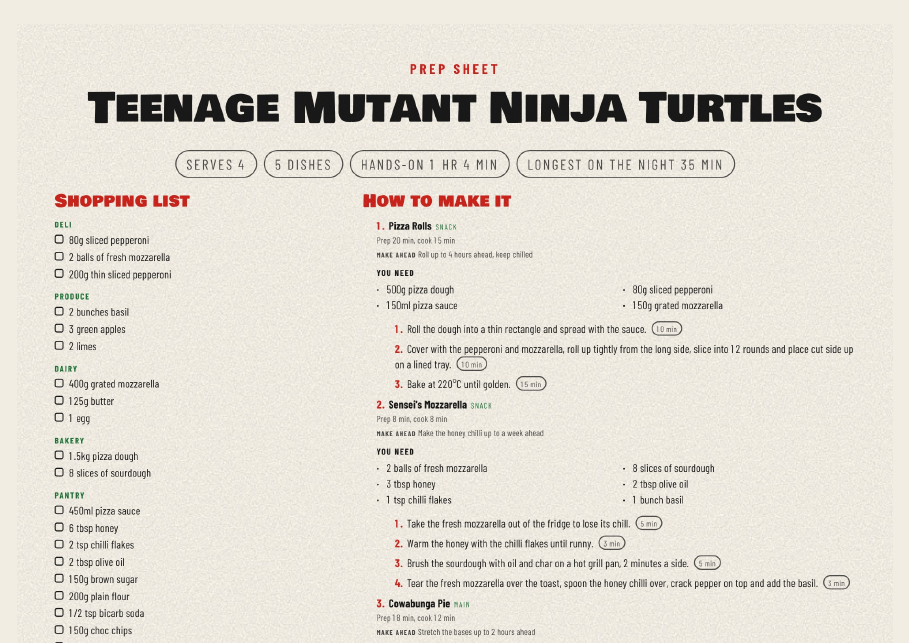 PREP SHEET
TEENAGE MUTANT NINJA TURTLES
SERVES 4
5 DISHES
HANDS-ON 1 HR 4 MIN
LONGEST ON THE NIGHT 35 MIN
SHOPPING LIST
DELI
80g sliced pepperoni
2 balls of fresh mozzarella
200g thin sliced pepperoni
PRODUCE
2 bunches basil
3 green apples
2 limes
DAIRY
400g grated mozzarella
125g butter
1 egg
BAKERY
1.5kg pizza dough
8 slices of sourdough
PANTRY
450ml pizza sauce
6 tbsp honey
2 tsp chilli flakes
2 tbsp olive oil
150g brown sugar
200g plain flour
1/2 tsp bicarb soda
150g choc chips
HOW TO MAKE IT
1. Pizza Rolls SNACK
Prep 20 min, cook 15 min
MAKE AHEAD Roll up to 4 hours ahead, keep chilled
YOU NEED
· 500g pizza dough
· 80g sliced pepperoni
· 150ml pizza sauce
· 150g grated mozzarella
1. Roll the dough into a thin rectangle and spread with the sauce. 10 min
2. Cover with the pepperoni and mozzarella, roll up tightly from the long side, slice into 12 rounds and place cut side up
on a lined tray. 10 min
3. Bake at 220°C until golden. 15 min
2. Sensei's Mozzarella SNACK
Prep 8 min, cook 8 min
MAKE AHEAD Make the honey chilli up to a week ahead
YOU NEED
· 2 balls of fresh mozzarella
· 8 slices of sourdough
· 3 tbsp honey
· 2 tbsp olive oil
· 1 tsp chilli flakes
· 1 bunch basil
1. Take the fresh mozzarella out of the fridge to lose its chill. 5 min
2. Warm the honey with the chilli flakes until runny. 3 min
3. Brush the sourdough with oil and char on a hot grill pan, 2 minutes a side. 5 min
4. Tear the fresh mozzarella over the toast, spoon the honey chilli over, crack pepper on top and add the basil. 3 min
3. Cowabunga Pie MAIN
Prep 18 min, cook 12 min
MAKE AHEAD Stretch the bases up to 2 hours ahead